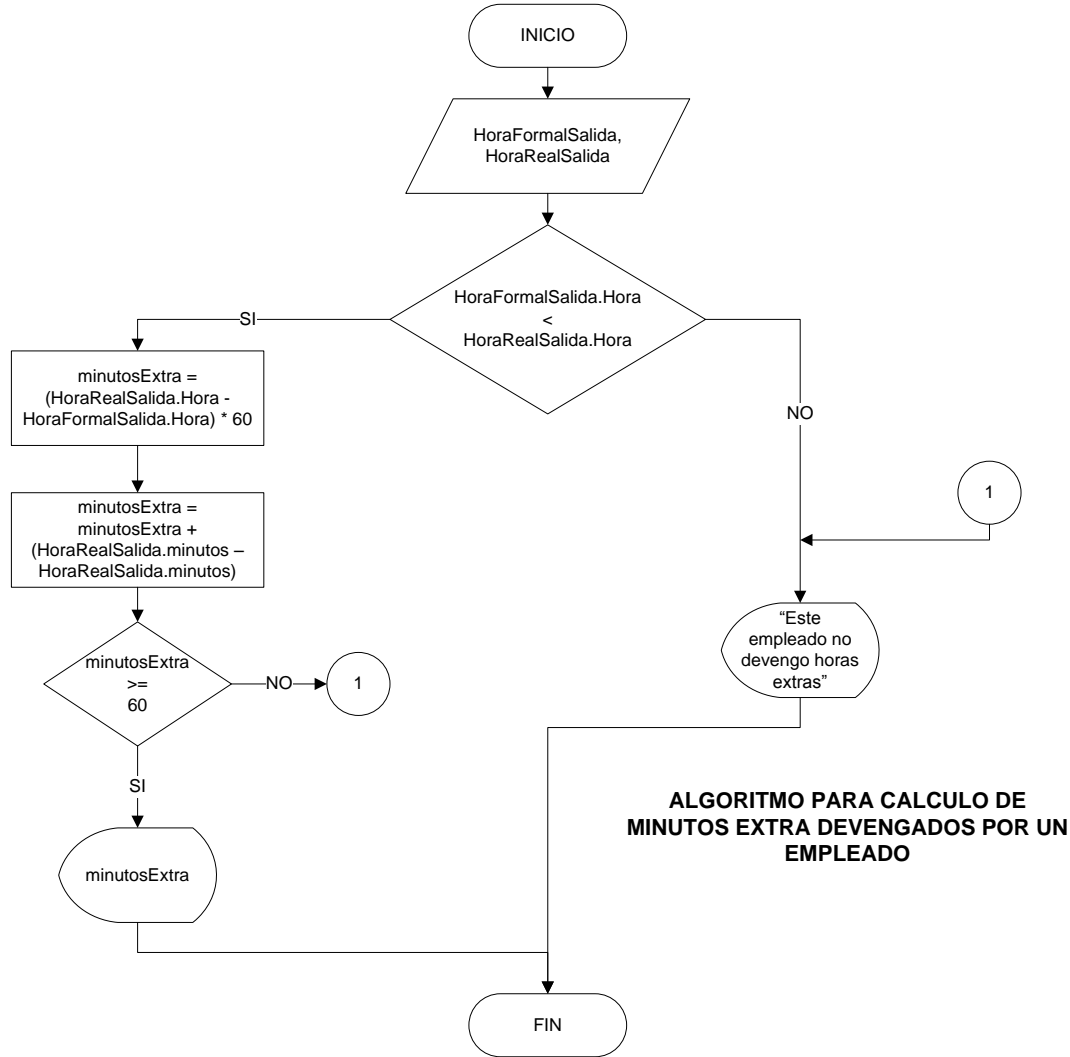 INICIO
HoraFormalSalida,
HoraRealSalida
HoraFormalSalida.Hora
<
HoraRealSalida.Hora
SI
NO
minutosExtra =
(HoraRealSalida.Hora -
HoraFormalSalida.Hora) * 60
minutosExtra =
minutosExtra +
(HoraRealSalida.minutos –
HoraRealSalida.minutos)
minutosExtra
>=
60
NO
1
SI
minutosExtra
1
“Este
empleado no
devengo horas
extras”
ALGORITMO PARA CALCULO DE
MINUTOS EXTRA DEVENGADOS POR UN
EMPLEADO
FIN